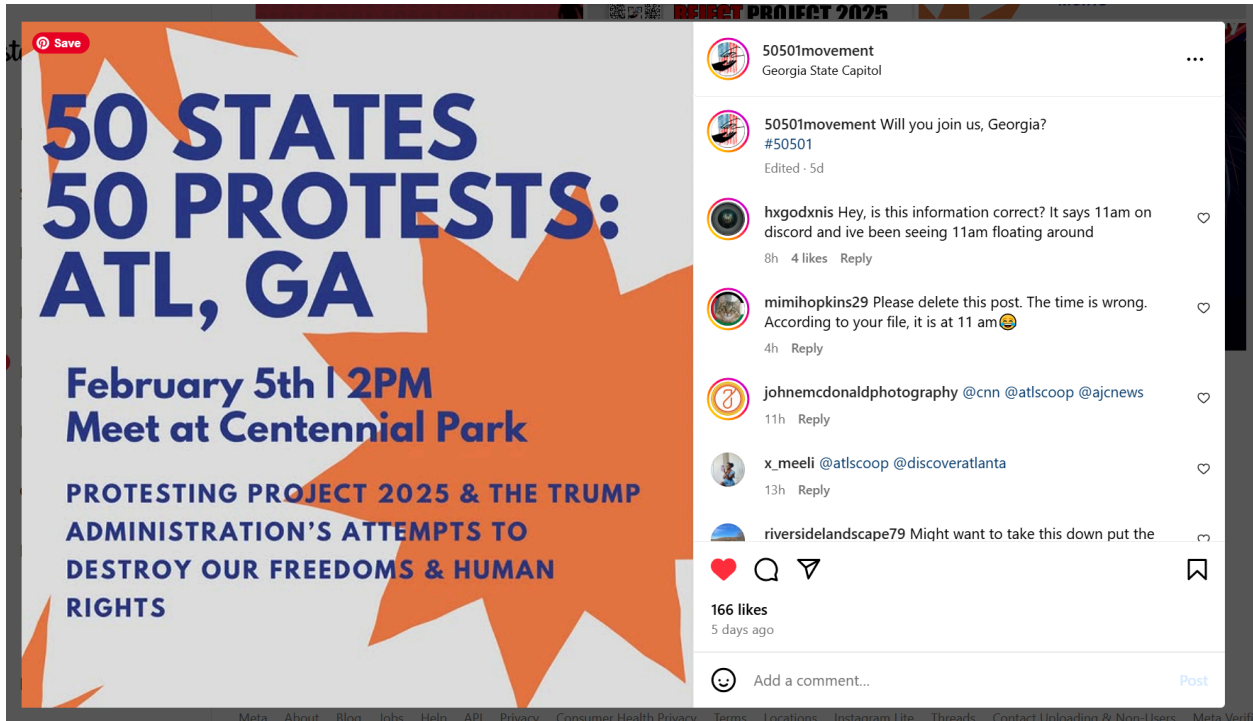 REJECT PROJECT 2025
Save
50 STATES
50 PROTESTS:
ATL, GA
February 5th | 2PM
Meet at Centennial Park
PROTESTING PROJECT 2025 & THE TRUMP
ADMINISTRATION'S ATTEMPTS TO
DESTROY OUR FREEDOMS & HUMAN
RIGHTS
50501movement
Georgia State Capitol
50501movement Will you join us, Georgia?
#50501
Edited · 5d
hxgodxnis Hey, is this information correct? It says 11am on
discord and ive been seeing 11am floating around
8h 4 likes Reply
mimihopkins29 Please delete this post. The time is wrong.
According to your file, it is at 11 am😂
4h Reply
johnemcdonaldphotography @cnn @atlscoop @ajcnews
11h Reply
x_meeli @atlscoop @discoveratlanta
13h Reply
riversidelandscape79 Might want to take this down put the
166 likes
5 days ago
Add a comment...
Post
Meta About Blog Jobs Help API Privacy Consumer Health Privacy Terms Locations Instagram Lite Threads Contact Uploading & Non-Users Meta